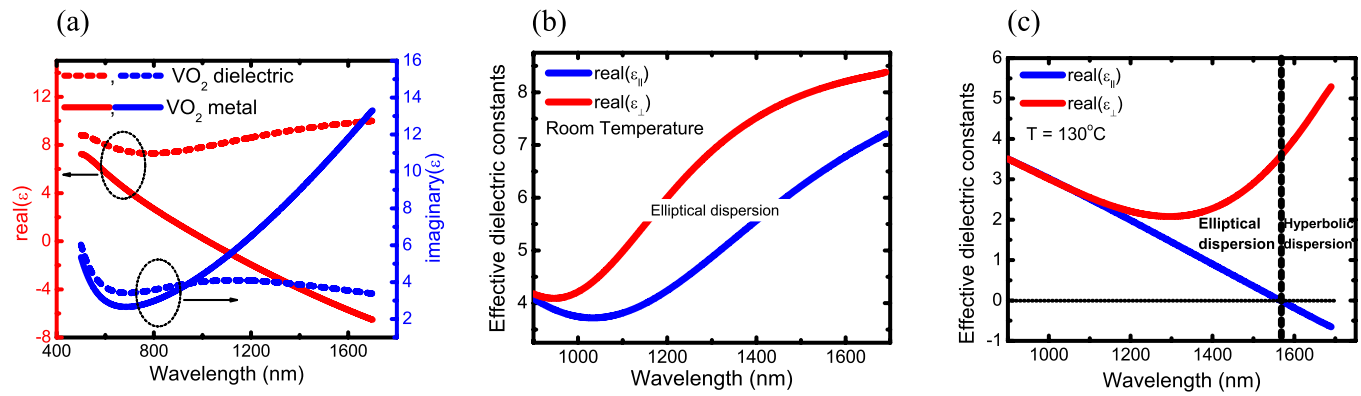 (a)
VO2 dielectric
VO2 metal
real(ε)
12
8
4
0
-4
-8
imaginary(ε)
16
14
12
10
8
6
4
2
400
800
1200
1600
Wavelength (nm)
(b)
real(ε||)
real(ε⊥)
Room Temperature
Elliptical dispersion
Effective dielectric constants
8
7
6
5
4
1000
1200
1400
1600
Wavelength (nm)
(c)
real(ε||)
real(ε⊥)
T = 130°C
Elliptical
dispersion
Hyperbolic
dispersion
Effective dielectric constants
6
5
4
3
2
1
0
-1
1000
1200
1400
1600
Wavelength (nm)